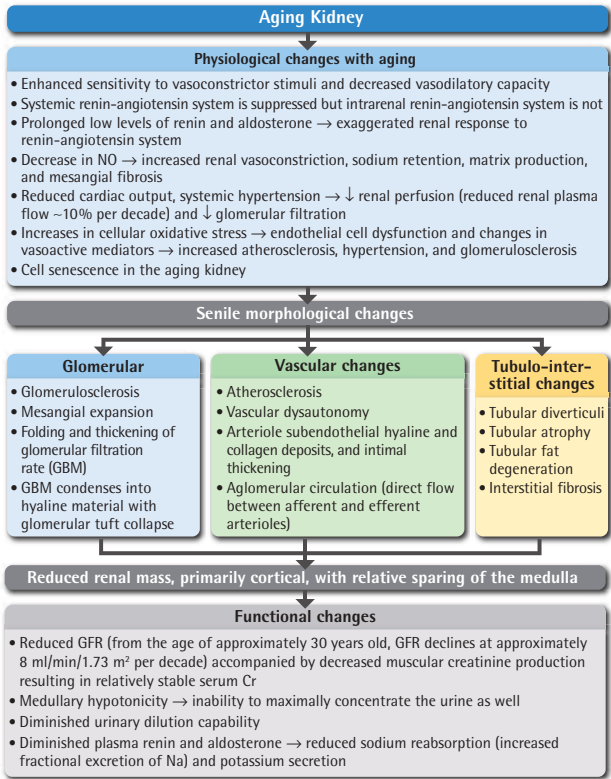 Aging Kidney
Physiological changes with aging
• Enhanced sensitivity to vasoconstrictor stimuli and decreased vasodilatory capacity
• Systemic renin-angiotensin system is suppressed but intrarenal renin-angiotensin system is not
• Prolonged low levels of renin and aldosterone → exaggerated renal response to
renin-angiotensin system
• Decrease in NO → increased renal vasoconstriction, sodium retention, matrix production,
and mesangial fibrosis
• Reduced cardiac output, systemic hypertension → ↓ renal perfusion (reduced renal plasma
flow ~10% per decade) and ↓ glomerular filtration
• Increases in cellular oxidative stress → endothelial cell dysfunction and changes in
vasoactive mediators → increased atherosclerosis, hypertension, and glomerulosclerosis
• Cell senescence in the aging kidney
Senile morphological changes
Glomerular
• Glomerulosclerosis
• Mesangial expansion
• Folding and thickening of
glomerular filtration
rate (GBM)
• GBM condenses into
hyaline material with
glomerular tuft collapse
Vascular changes
• Atherosclerosis
• Vascular dysautonomy
• Arteriole subendothelial hyaline and
collagen deposits, and intimal
thickening
• Aglomerular circulation (direct flow
between afferent and efferent
arterioles)
Tubulo-inter-
stitial changes
• Tubular diverticuli
• Tubular atrophy
• Tubular fat
degeneration
• Interstitial fibrosis
Reduced renal mass, primarily cortical, with relative sparing of the medulla
Functional changes
• Reduced GFR (from the age of approximately 30 years old, GFR declines at approximately
8 ml/min/1.73 m² per decade) accompanied by decreased muscular creatinine production
resulting in relatively stable serum Cr
• Medullary hypotonicity → inability to maximally concentrate the urine as well
• Diminished urinary dilution capability
• Diminished plasma renin and aldosterone → reduced sodium reabsorption (increased
fractional excretion of Na) and potassium secretion